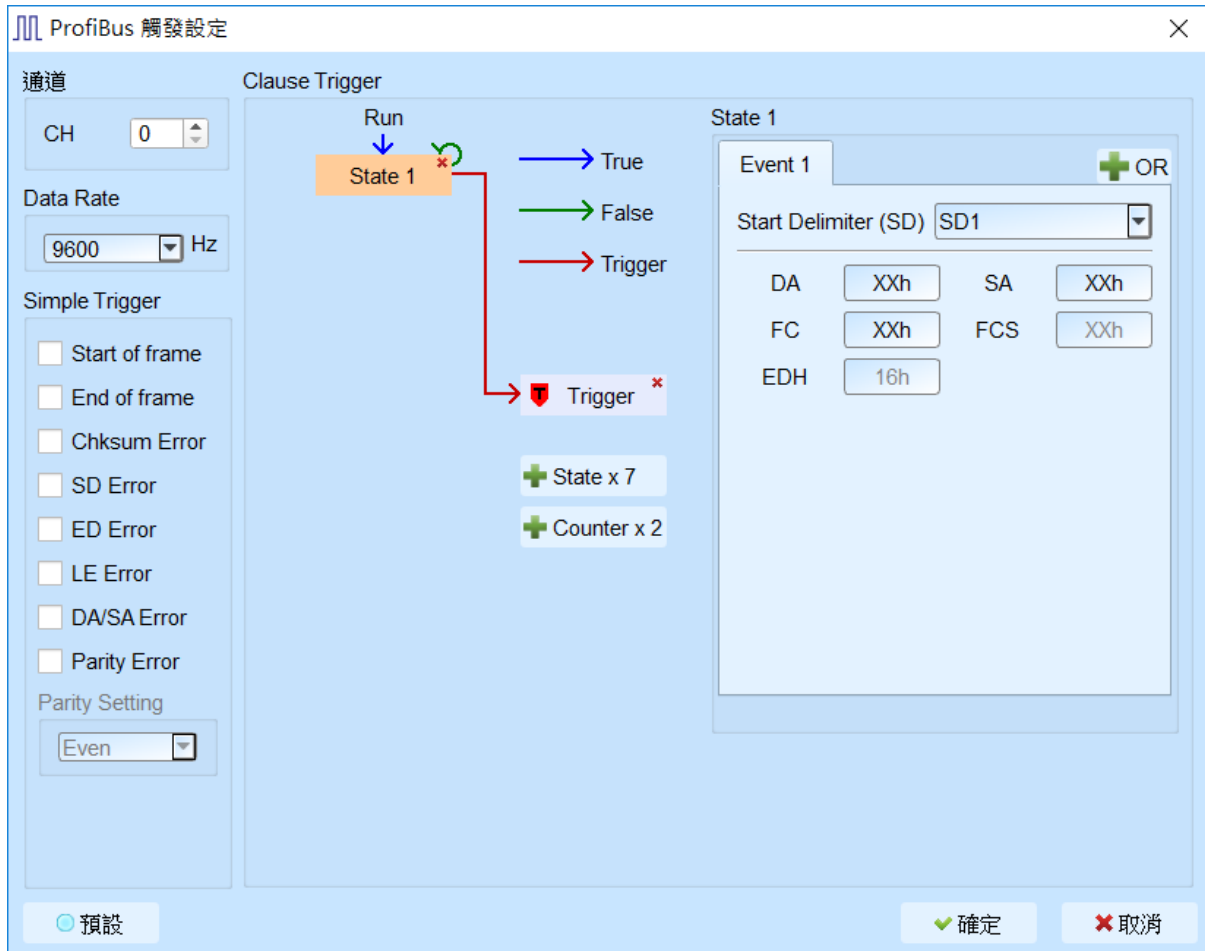 ProfiBus 觸發設定
通道
CH 0
Data Rate
9600 Hz
Simple Trigger
Start of frame
End of frame
Chksum Error
SD Error
ED Error
LE Error
DA/SA Error
Parity Error
Parity Setting
Even
Clause Trigger
Run
State 1
True
False
Trigger
T Trigger
State x 7
Counter x 2
State 1
Event 1
OR
Start Delimiter (SD) SD1
DA XXh SA XXh
FC XXh FCS XXh
EDH 16h
預設
確定
取消